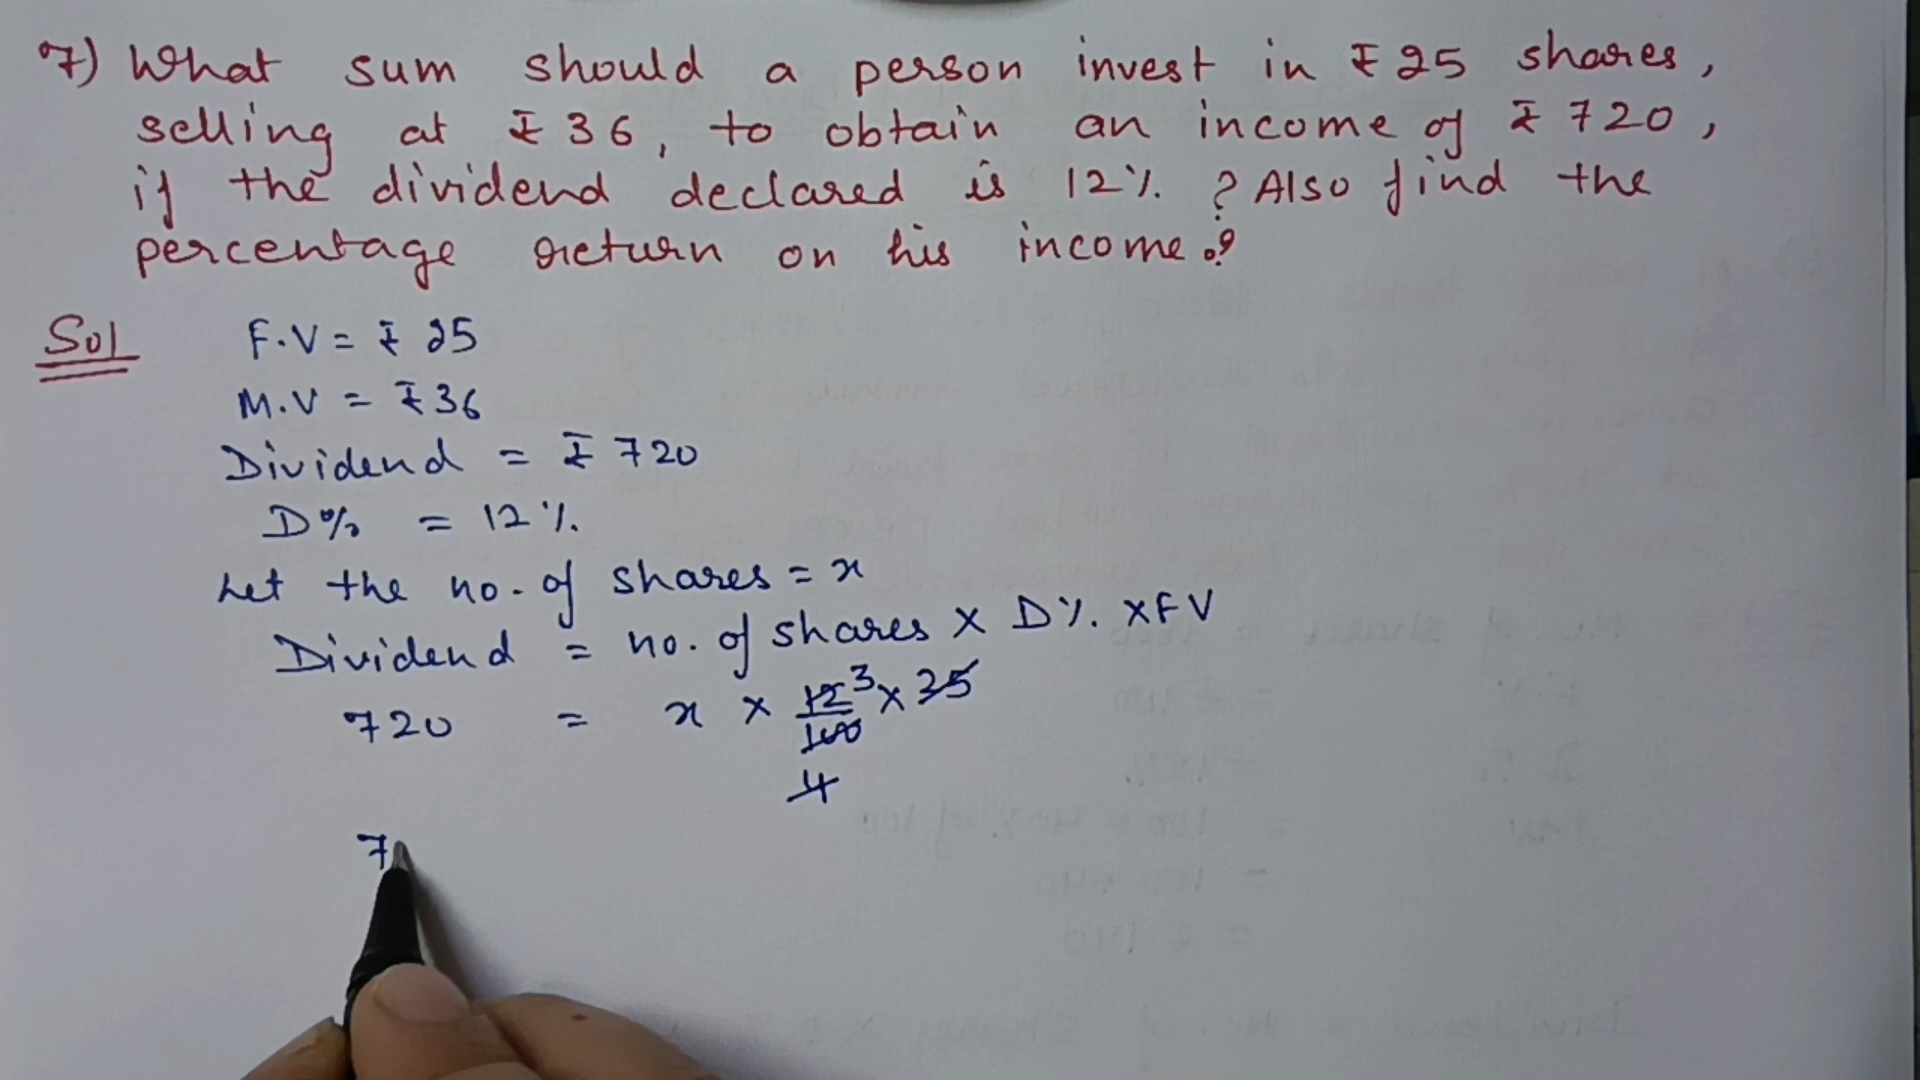 7) What sum should a person invest in ₹25 shares,
selling at ₹36, to obtain an income of ₹720,
if the dividend declared is 12%? Also find the
percentage return on his income?
Sol F.V = ₹25
M.V = ₹36
Dividend = ₹720
D% = 12%
Let the no. of shares = x
Dividend = no. of shares × D% × FV
720 = x × 12/100 3 × 25
4
7